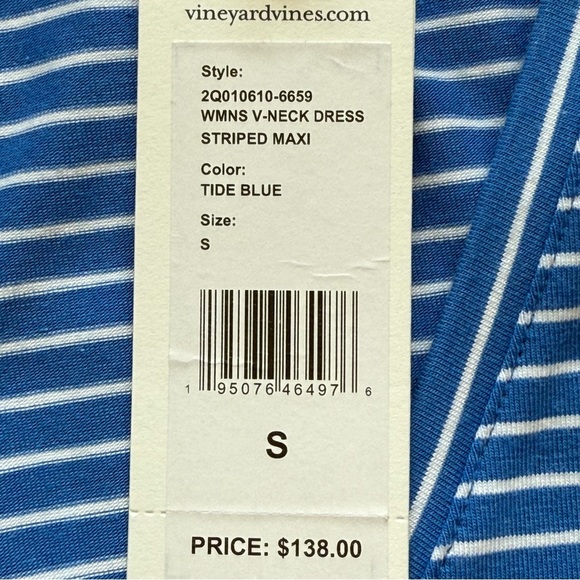 vineyardvines.com
Style:
2Q010610-6659
WMNS V-NECK DRESS
STRIPED MAXI
Color:
TIDE BLUE
Size:
S
1 95076 46497 6
S
PRICE: $138.00